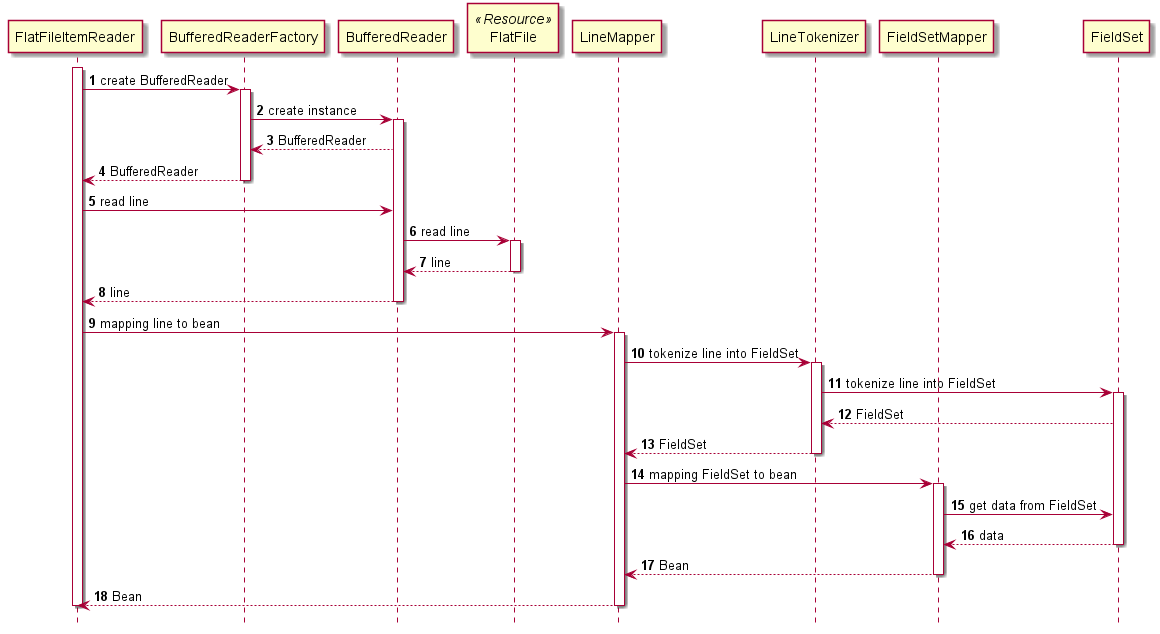 «Resource»
FlatFileItemReader BufferedReaderFactory BufferedReader FlatFile LineMapper LineTokenizer FieldSetMapper FieldSet
1 create BufferedReader
2 create instance
3 BufferedReader
4 BufferedReader
5 read line
6 read line
7 line
8 line
9 mapping line to bean
10 tokenize line into FieldSet
11 tokenize line into FieldSet
12 FieldSet
13 FieldSet
14 mapping FieldSet to bean
15 get data from FieldSet
16 data
17 Bean
18 Bean